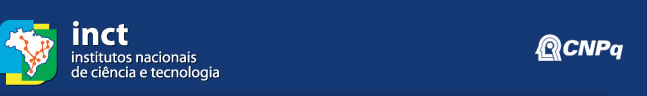 inct
institutos nacionais
de ciência e tecnologia
CNPq